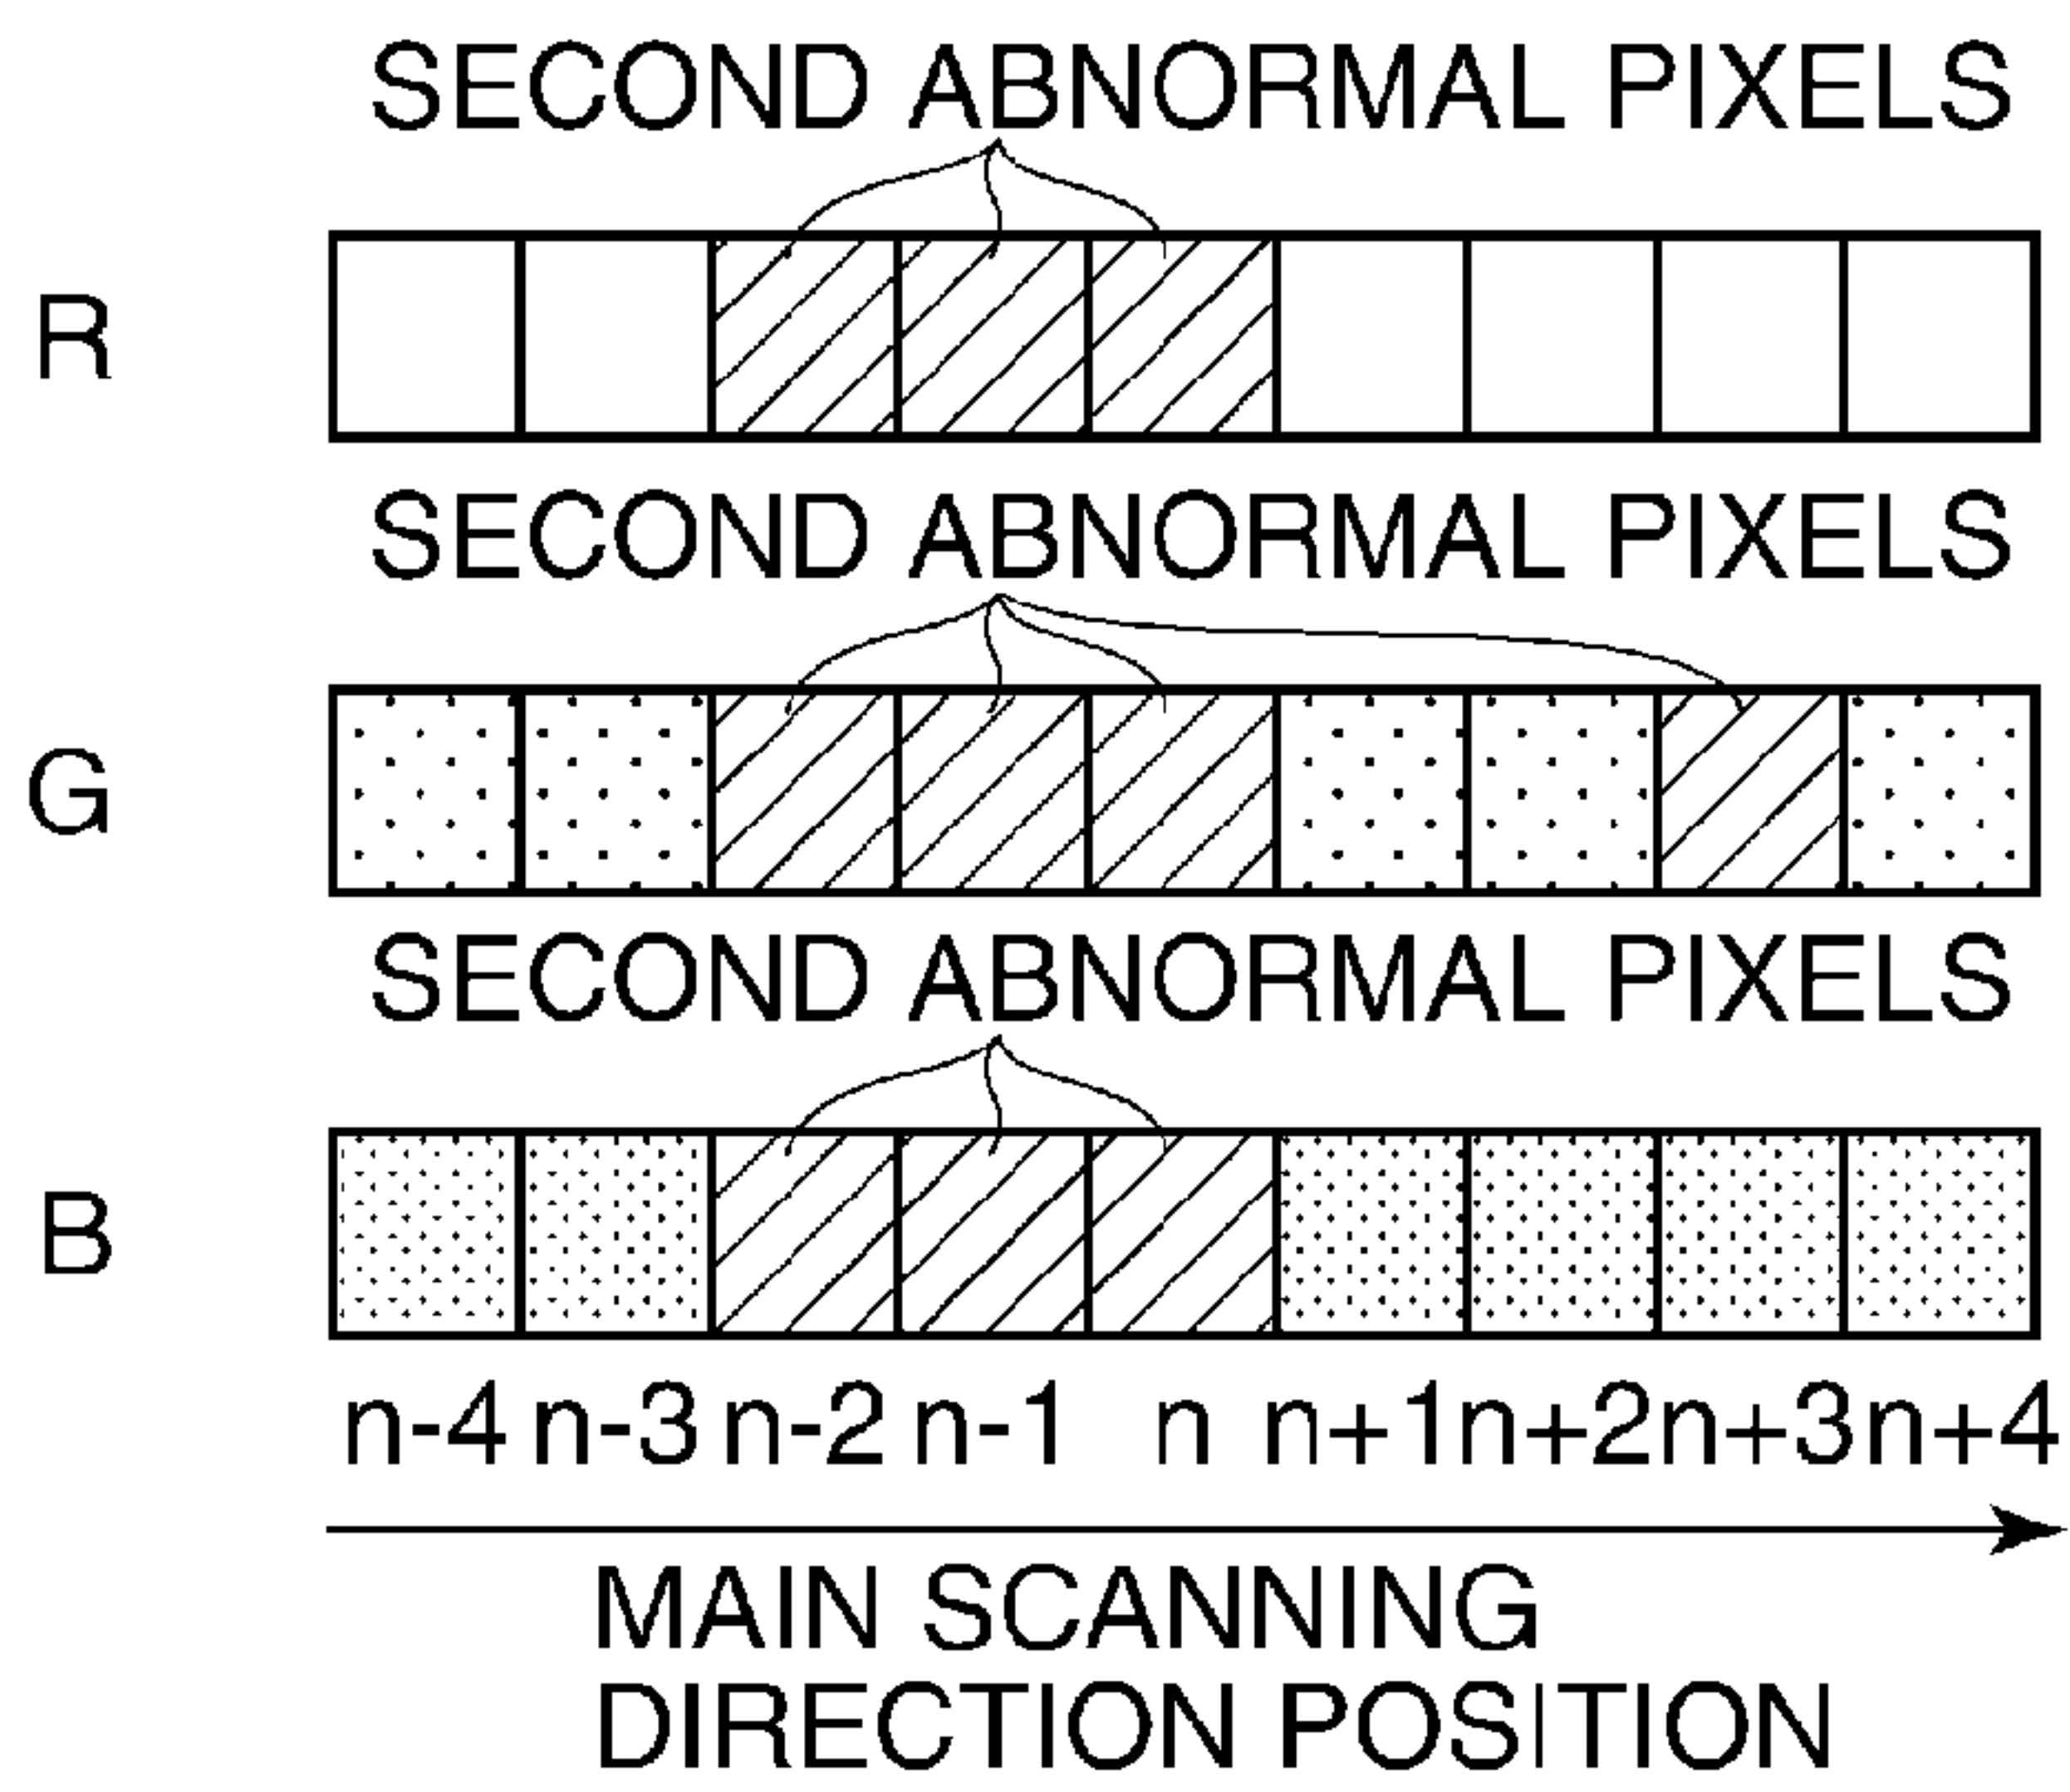 SECOND ABNORMAL PIXELS
R
SECOND ABNORMAL PIXELS
G
SECOND ABNORMAL PIXELS
B
n-4 n-3 n-2 n-1 n n+1 n+2 n+3 n+4
MAIN SCANNING
DIRECTION POSITION